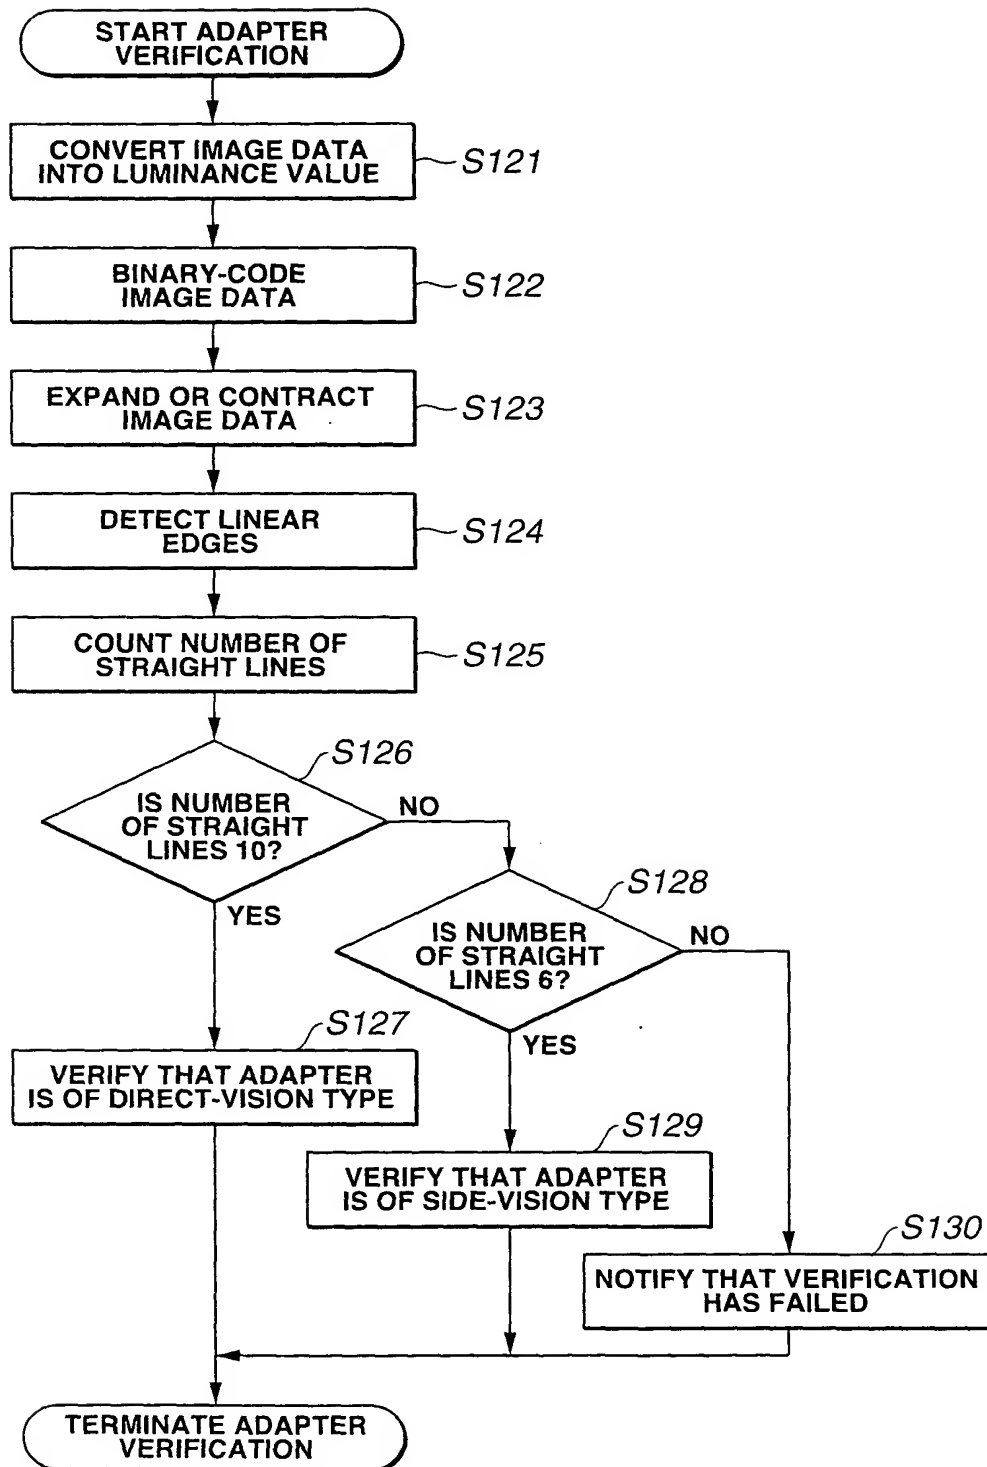 START ADAPTER
VERIFICATION
CONVERT IMAGE DATA
INTO LUMINANCE VALUE
S121
BINARY-CODE
IMAGE DATA
S122
EXPAND OR CONTRACT
IMAGE DATA
S123
DETECT LINEAR
EDGES
S124
COUNT NUMBER OF
STRAIGHT LINES
S125
S126
IS NUMBER
OF STRAIGHT
LINES 10?
NO
YES
S128
IS NUMBER
OF STRAIGHT
LINES 6?
NO
YES
S127
VERIFY THAT ADAPTER
IS OF DIRECT-VISION TYPE
S129
VERIFY THAT ADAPTER
IS OF SIDE-VISION TYPE
S130
NOTIFY THAT VERIFICATION
HAS FAILED
TERMINATE ADAPTER
VERIFICATION